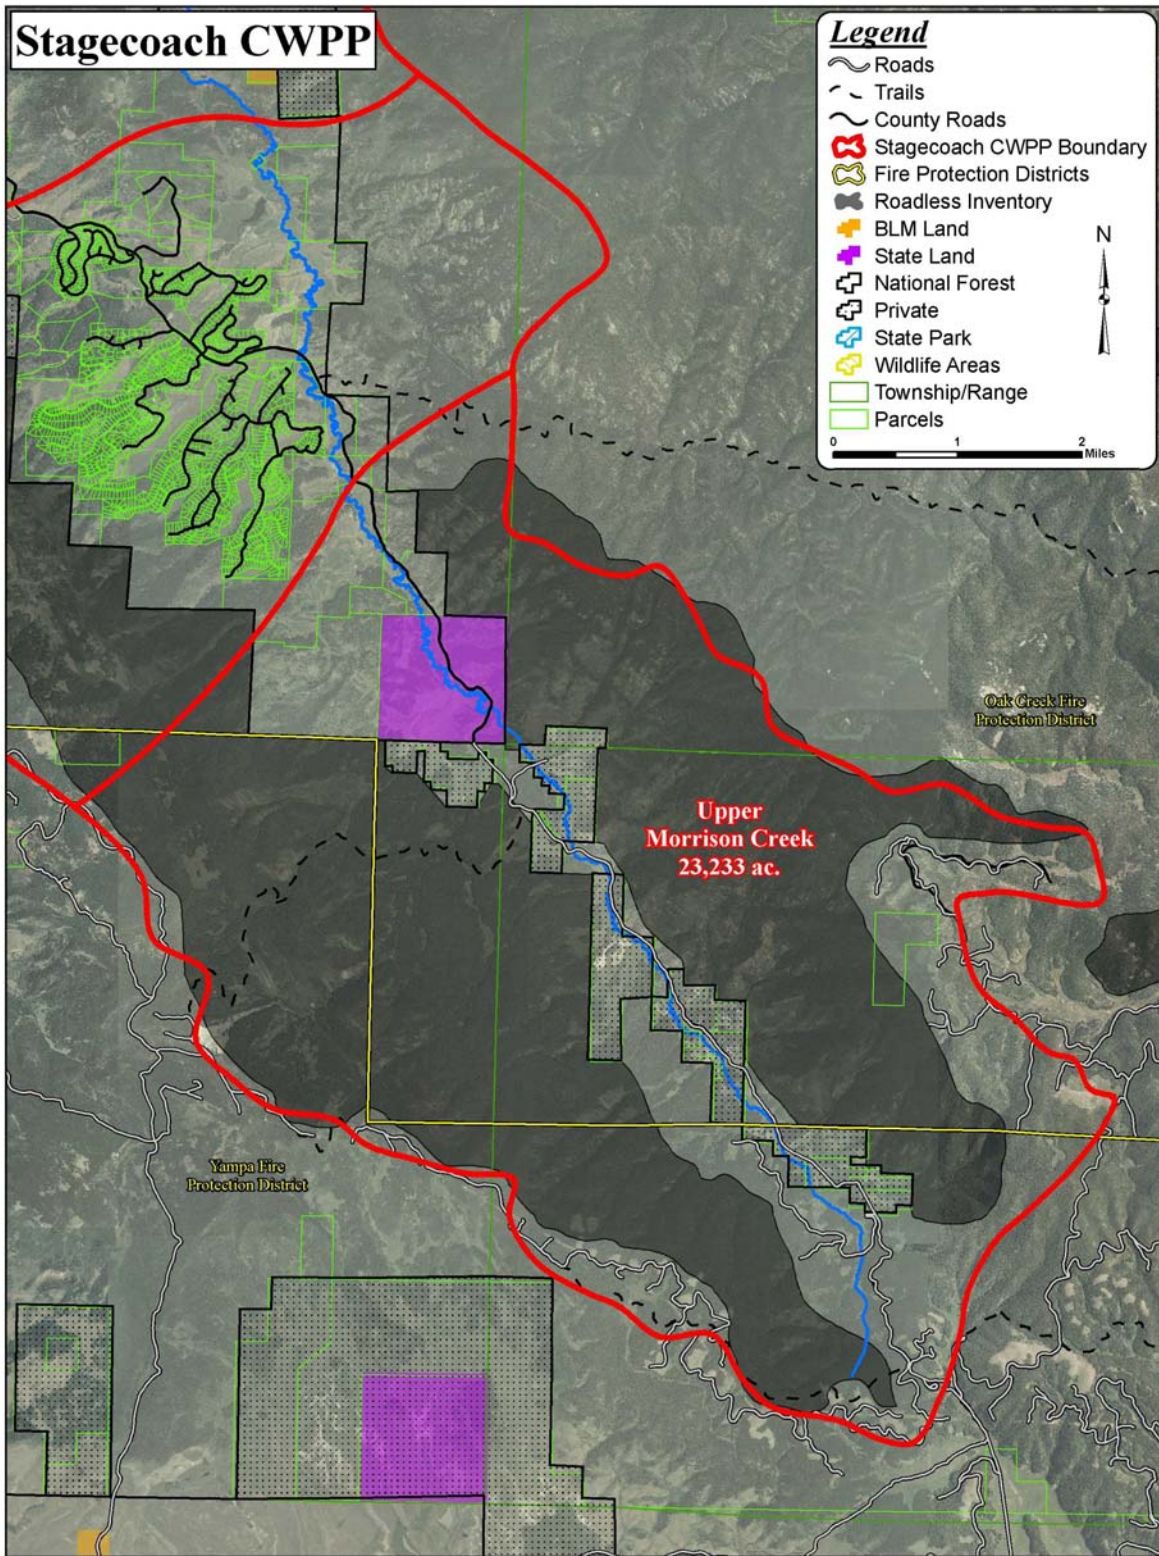 Stagecoach CWPP
Legend
Roads
Trails
County Roads
Stagecoach CWPP Boundary
Fire Protection Districts
Roadless Inventory
BLM Land
State Land
National Forest
Private
State Park
Wildlife Areas
Township/Range
Parcels
0 1 2
Miles
N
Oak Creek Fire
Protection District
Upper
Morrison Creek
23,233 ac.
Yampa Fire
Protection District